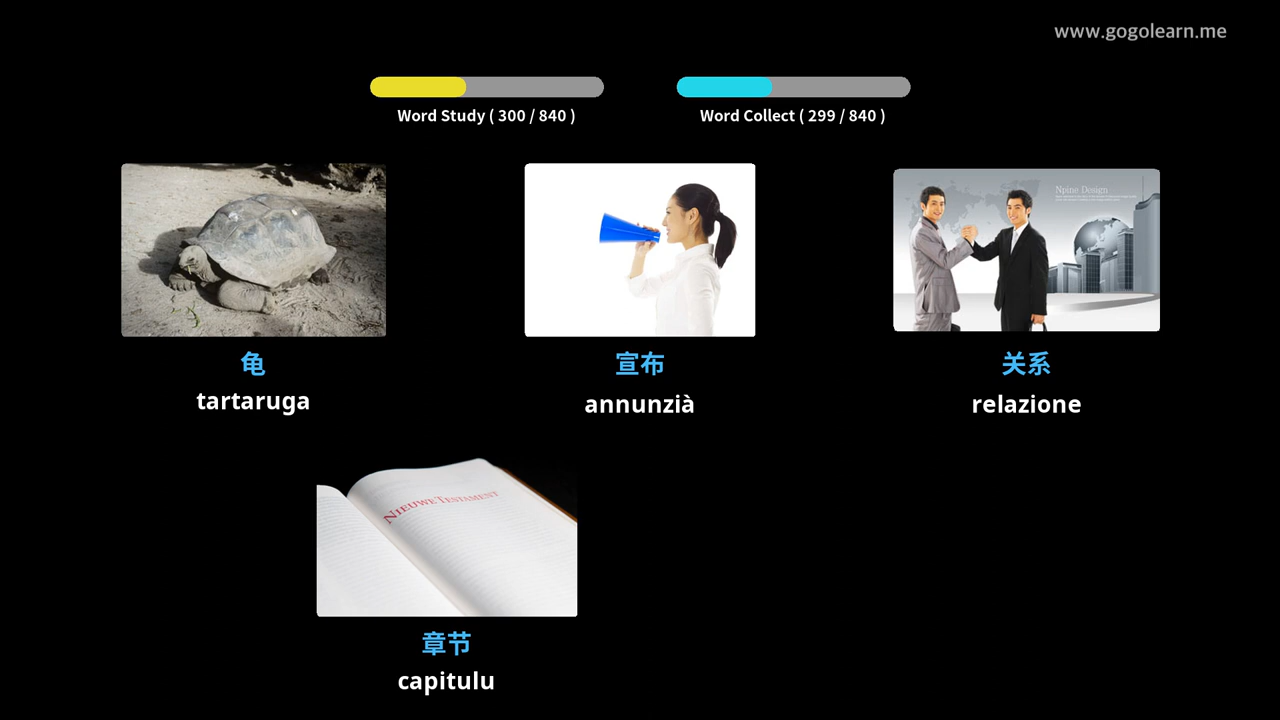 www.gogolearn.me
Word Study ( 300 / 840 )
Word Collect ( 299 / 840 )
Npine Design
龟
宣布
关系
tartaruga
annunzià
relazione
NIEUWE TESTAMENT
章节
capitulu